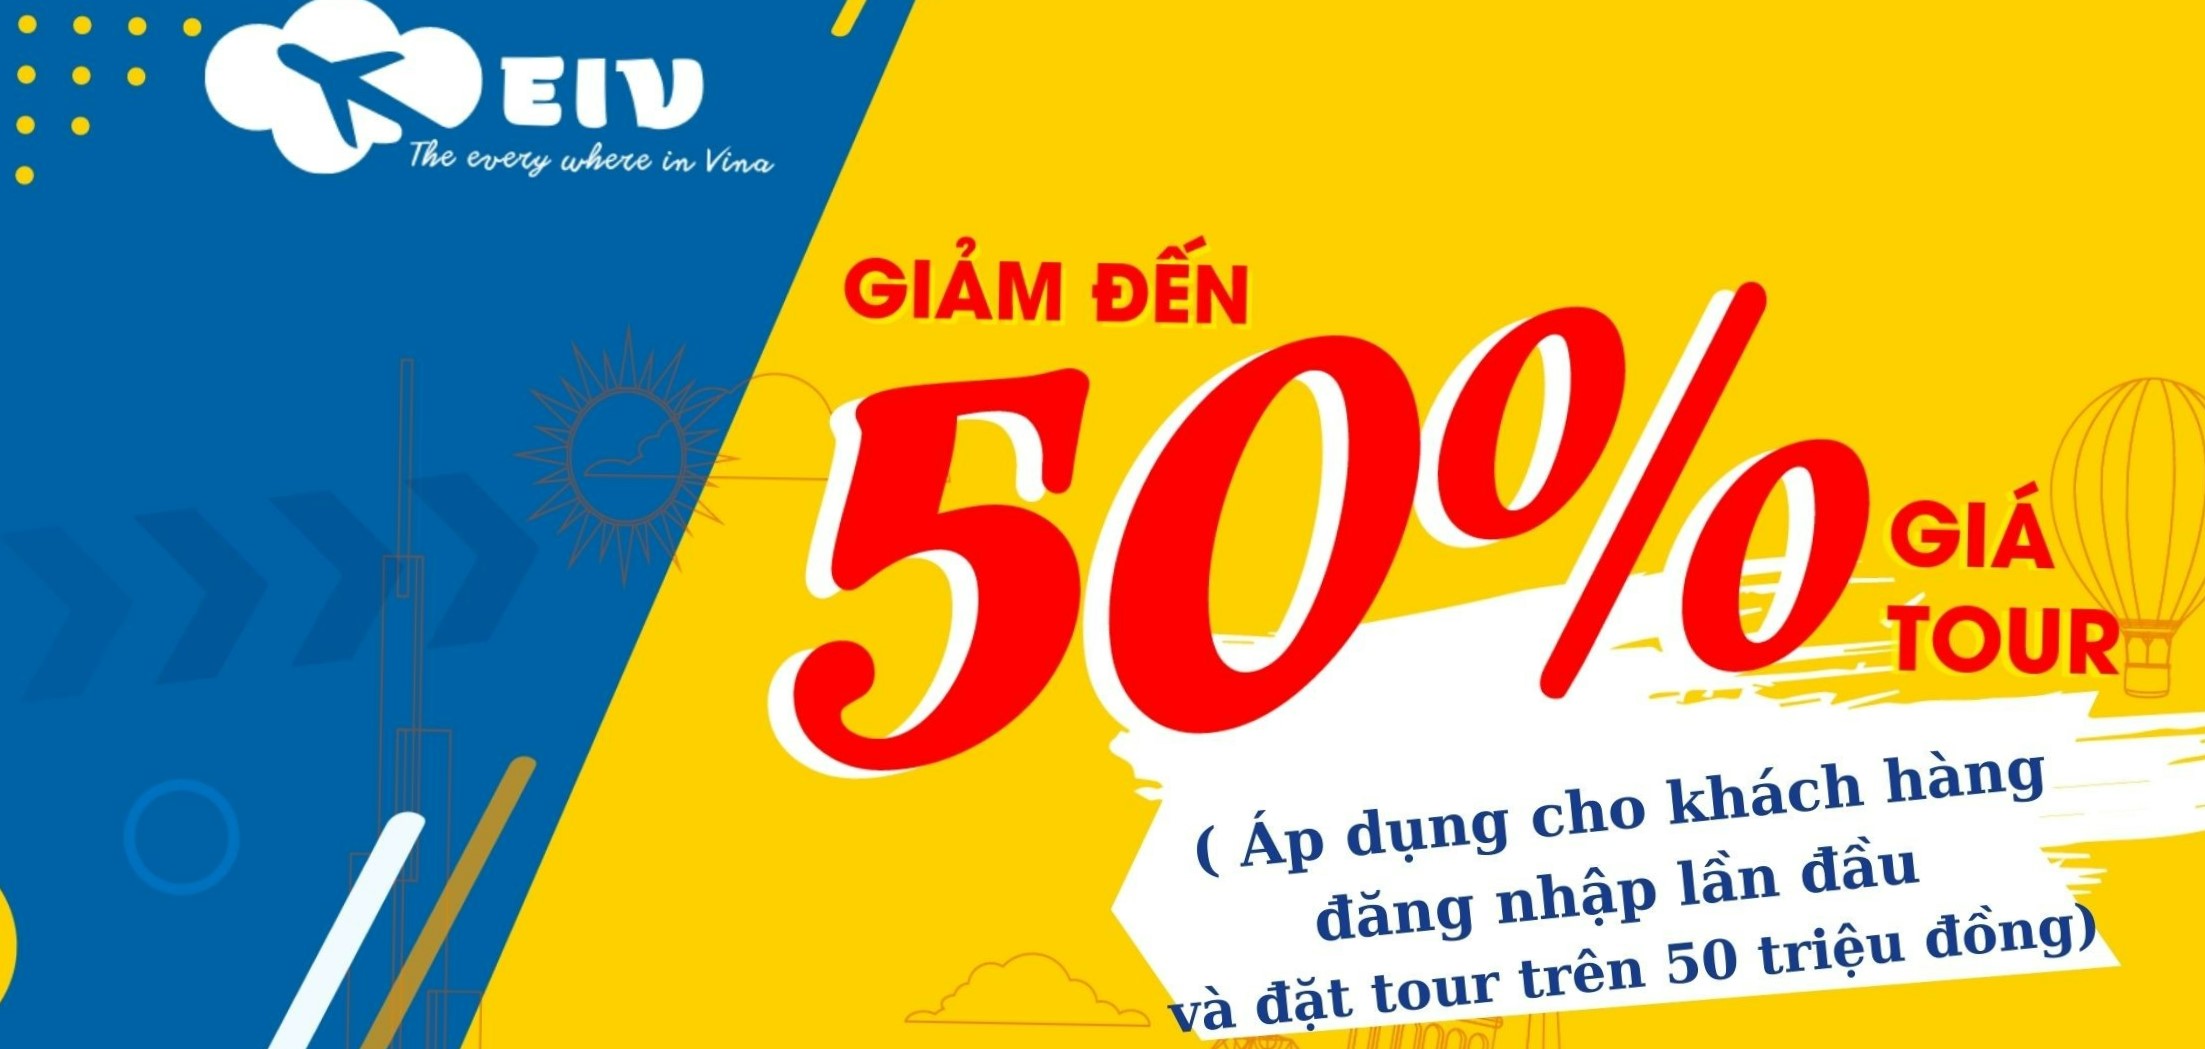 EIV
The every where in Vina
GIẢM ĐẾN
50%
GIÁ
TOUR
( Áp dụng cho khách hàng
đăng nhập lần đầu
và đặt tour trên 50 triệu đồng)